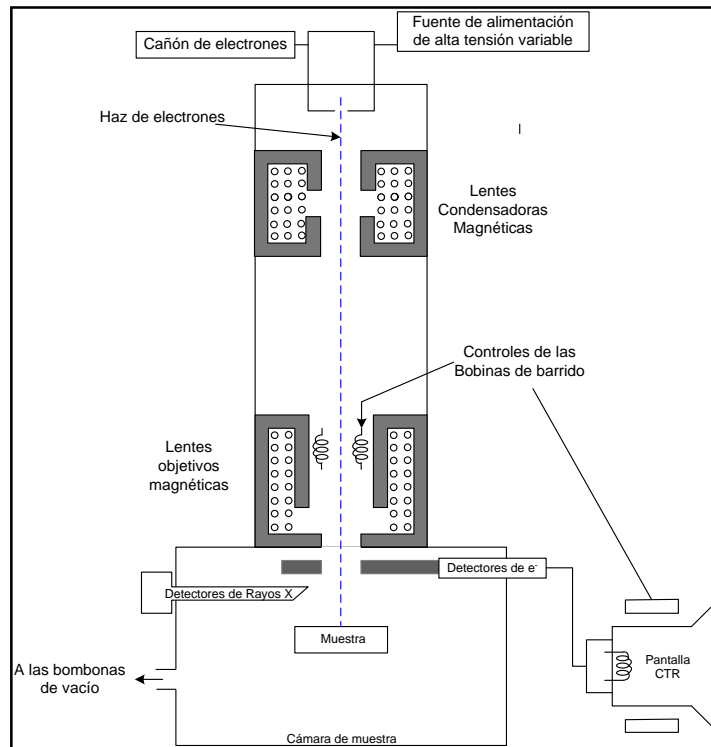 Cañón de electrones
Fuente de alimentación
de alta tensión variable
Haz de electrones
Lentes
Condensadoras
Magnéticas
Controles de las
Bobinas de barrido
Lentes
objetivos
magnéticas
Detectores de e-
Detectores de Rayos X
Muestra
A las bombonas
de vacío
Pantalla
CTR
Cámara de muestra